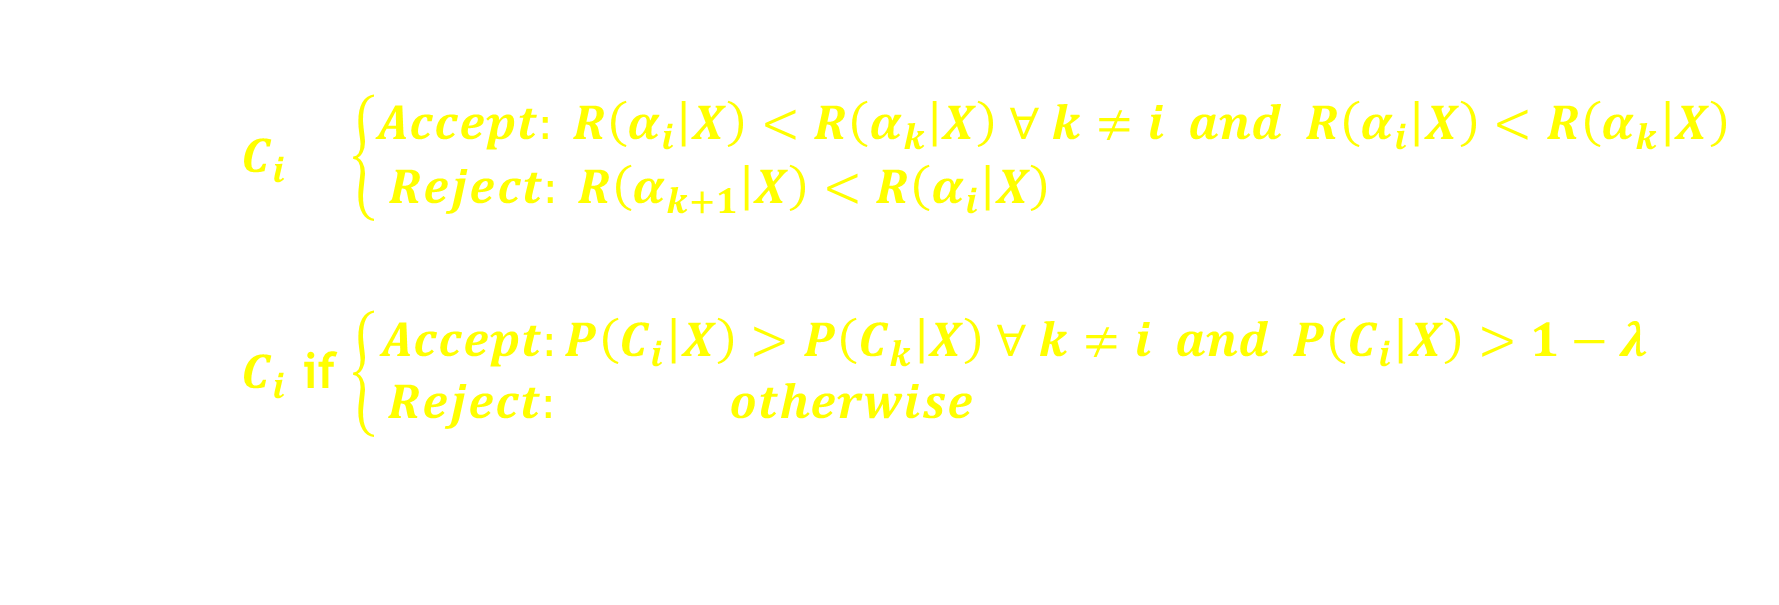 Cᵢ { Accept: R(αᵢ|X) < R(αₖ|X) ∀ k ≠ i and R(αᵢ|X) < R(αₖ|X)
Reject: R(αₖ₊₁|X) < R(αᵢ|X)
Cᵢ if { Accept: P(Cᵢ|X) > P(Cₖ|X) ∀ k ≠ i and P(Cᵢ|X) > 1 − λ
Reject: otherwise